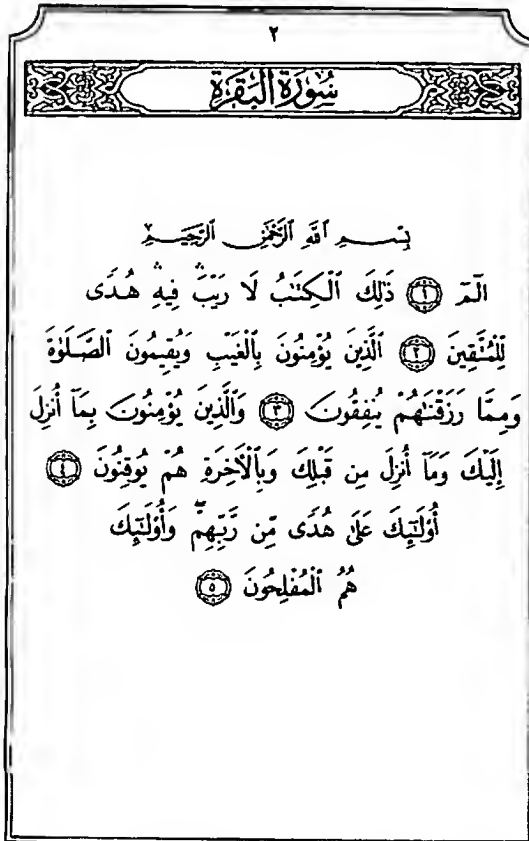 ٢
سُورَةُ البَقَرَةِ
بِسْمِ ٱللَّهِ ٱلرَّحْمَٰنِ ٱلرَّحِيمِ
الٓمٓ ١ ذَٰلِكَ ٱلْكِتَٰبُ لَا رَيْبَ ۛ فِيهِ ۛ هُدًى
لِّلْمُتَّقِينَ ٢ ٱلَّذِينَ يُؤْمِنُونَ بِٱلْغَيْبِ وَيُقِيمُونَ ٱلصَّلَوٰةَ
وَمِمَّا رَزَقْنَٰهُمْ يُنفِقُونَ ٣ وَٱلَّذِينَ يُؤْمِنُونَ بِمَآ أُنزِلَ
إِلَيْكَ وَمَآ أُنزِلَ مِن قَبْلِكَ وَبِٱلْءَاخِرَةِ هُمْ يُوقِنُونَ ٤
أُو۟لَٰٓئِكَ عَلَىٰ هُدًى مِّن رَّبِّهِمْ ۖ وَأُو۟لَٰٓئِكَ
هُمُ ٱلْمُفْلِحُونَ ٥